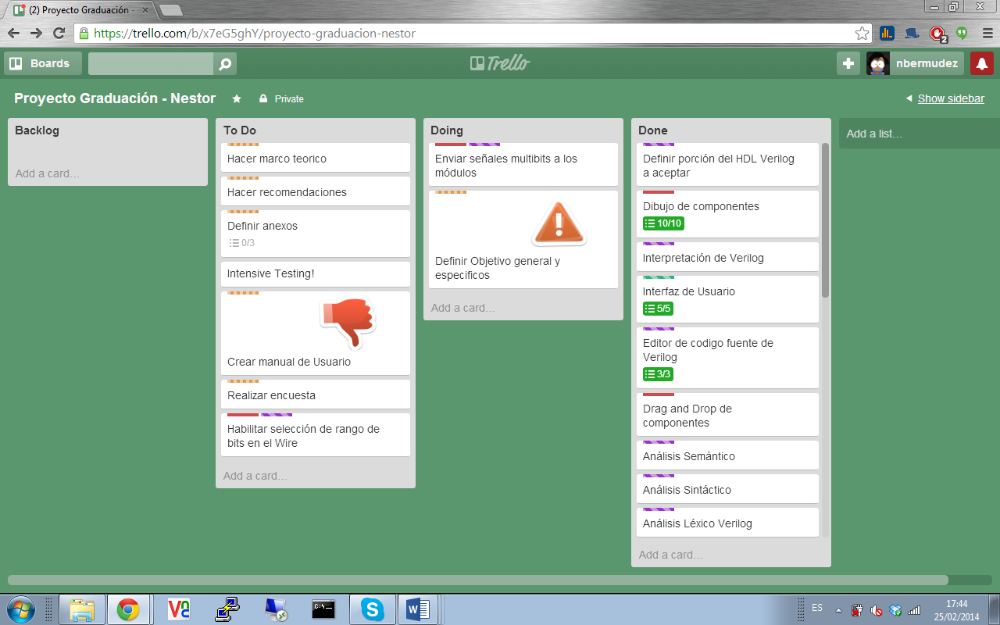 (2) Proyecto Graduación -
https://trello.com/b/x7eG5ghY/proyecto-graduacion-nestor
2
Boards
Trello
nbermudez
Proyecto Graduación - Nestor
Private
Show sidebar
Backlog
Add a card…
To Do
Hacer marco teorico
Hacer recomendaciones
Definir anexos
0/3
Intensive Testing!
Crear manual de Usuario
Realizar encuesta
Habilitar selección de rango de
bits en el Wire
Add a card…
Doing
Enviar señales multibits a los
módulos
Definir Objetivo general y
especificos
Add a card…
Done
Definir porción del HDL Verilog
a aceptar
Dibujo de componentes
10/10
Interpretación de Verilog
Interfaz de Usuario
5/5
Editor de codigo fuente de
Verilog
3/3
Drag and Drop de
componentes
Análisis Semántico
Análisis Sintáctico
Análisis Léxico Verilog
Add a card…
Add a list…
ES
17:44
25/02/2014